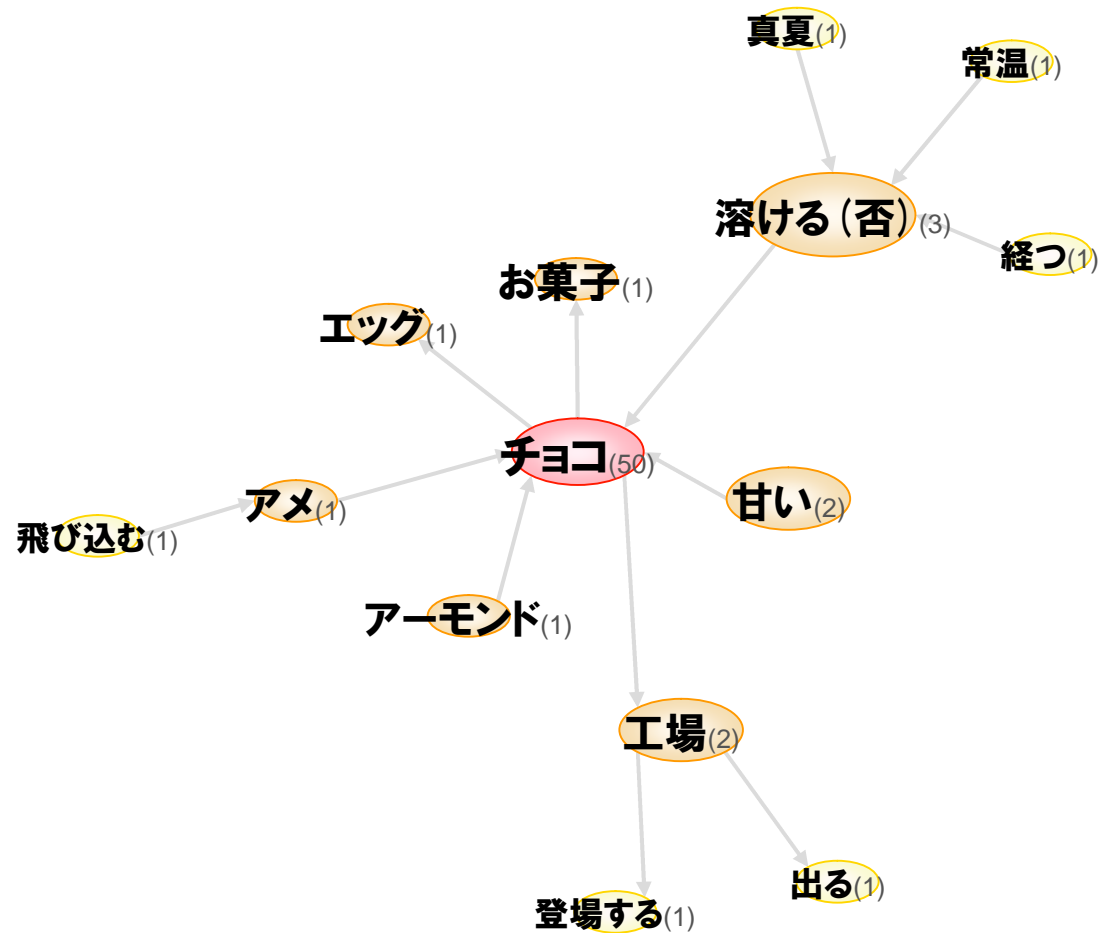 真夏(1)
常温(1)
溶ける(否)(3)
経つ(1)
お菓子(1)
エッグ(1)
チョコ(50)
アメ(1)
甘い(2)
飛び込む(1)
アーモンド(1)
工場(2)
出る(1)
登場する(1)